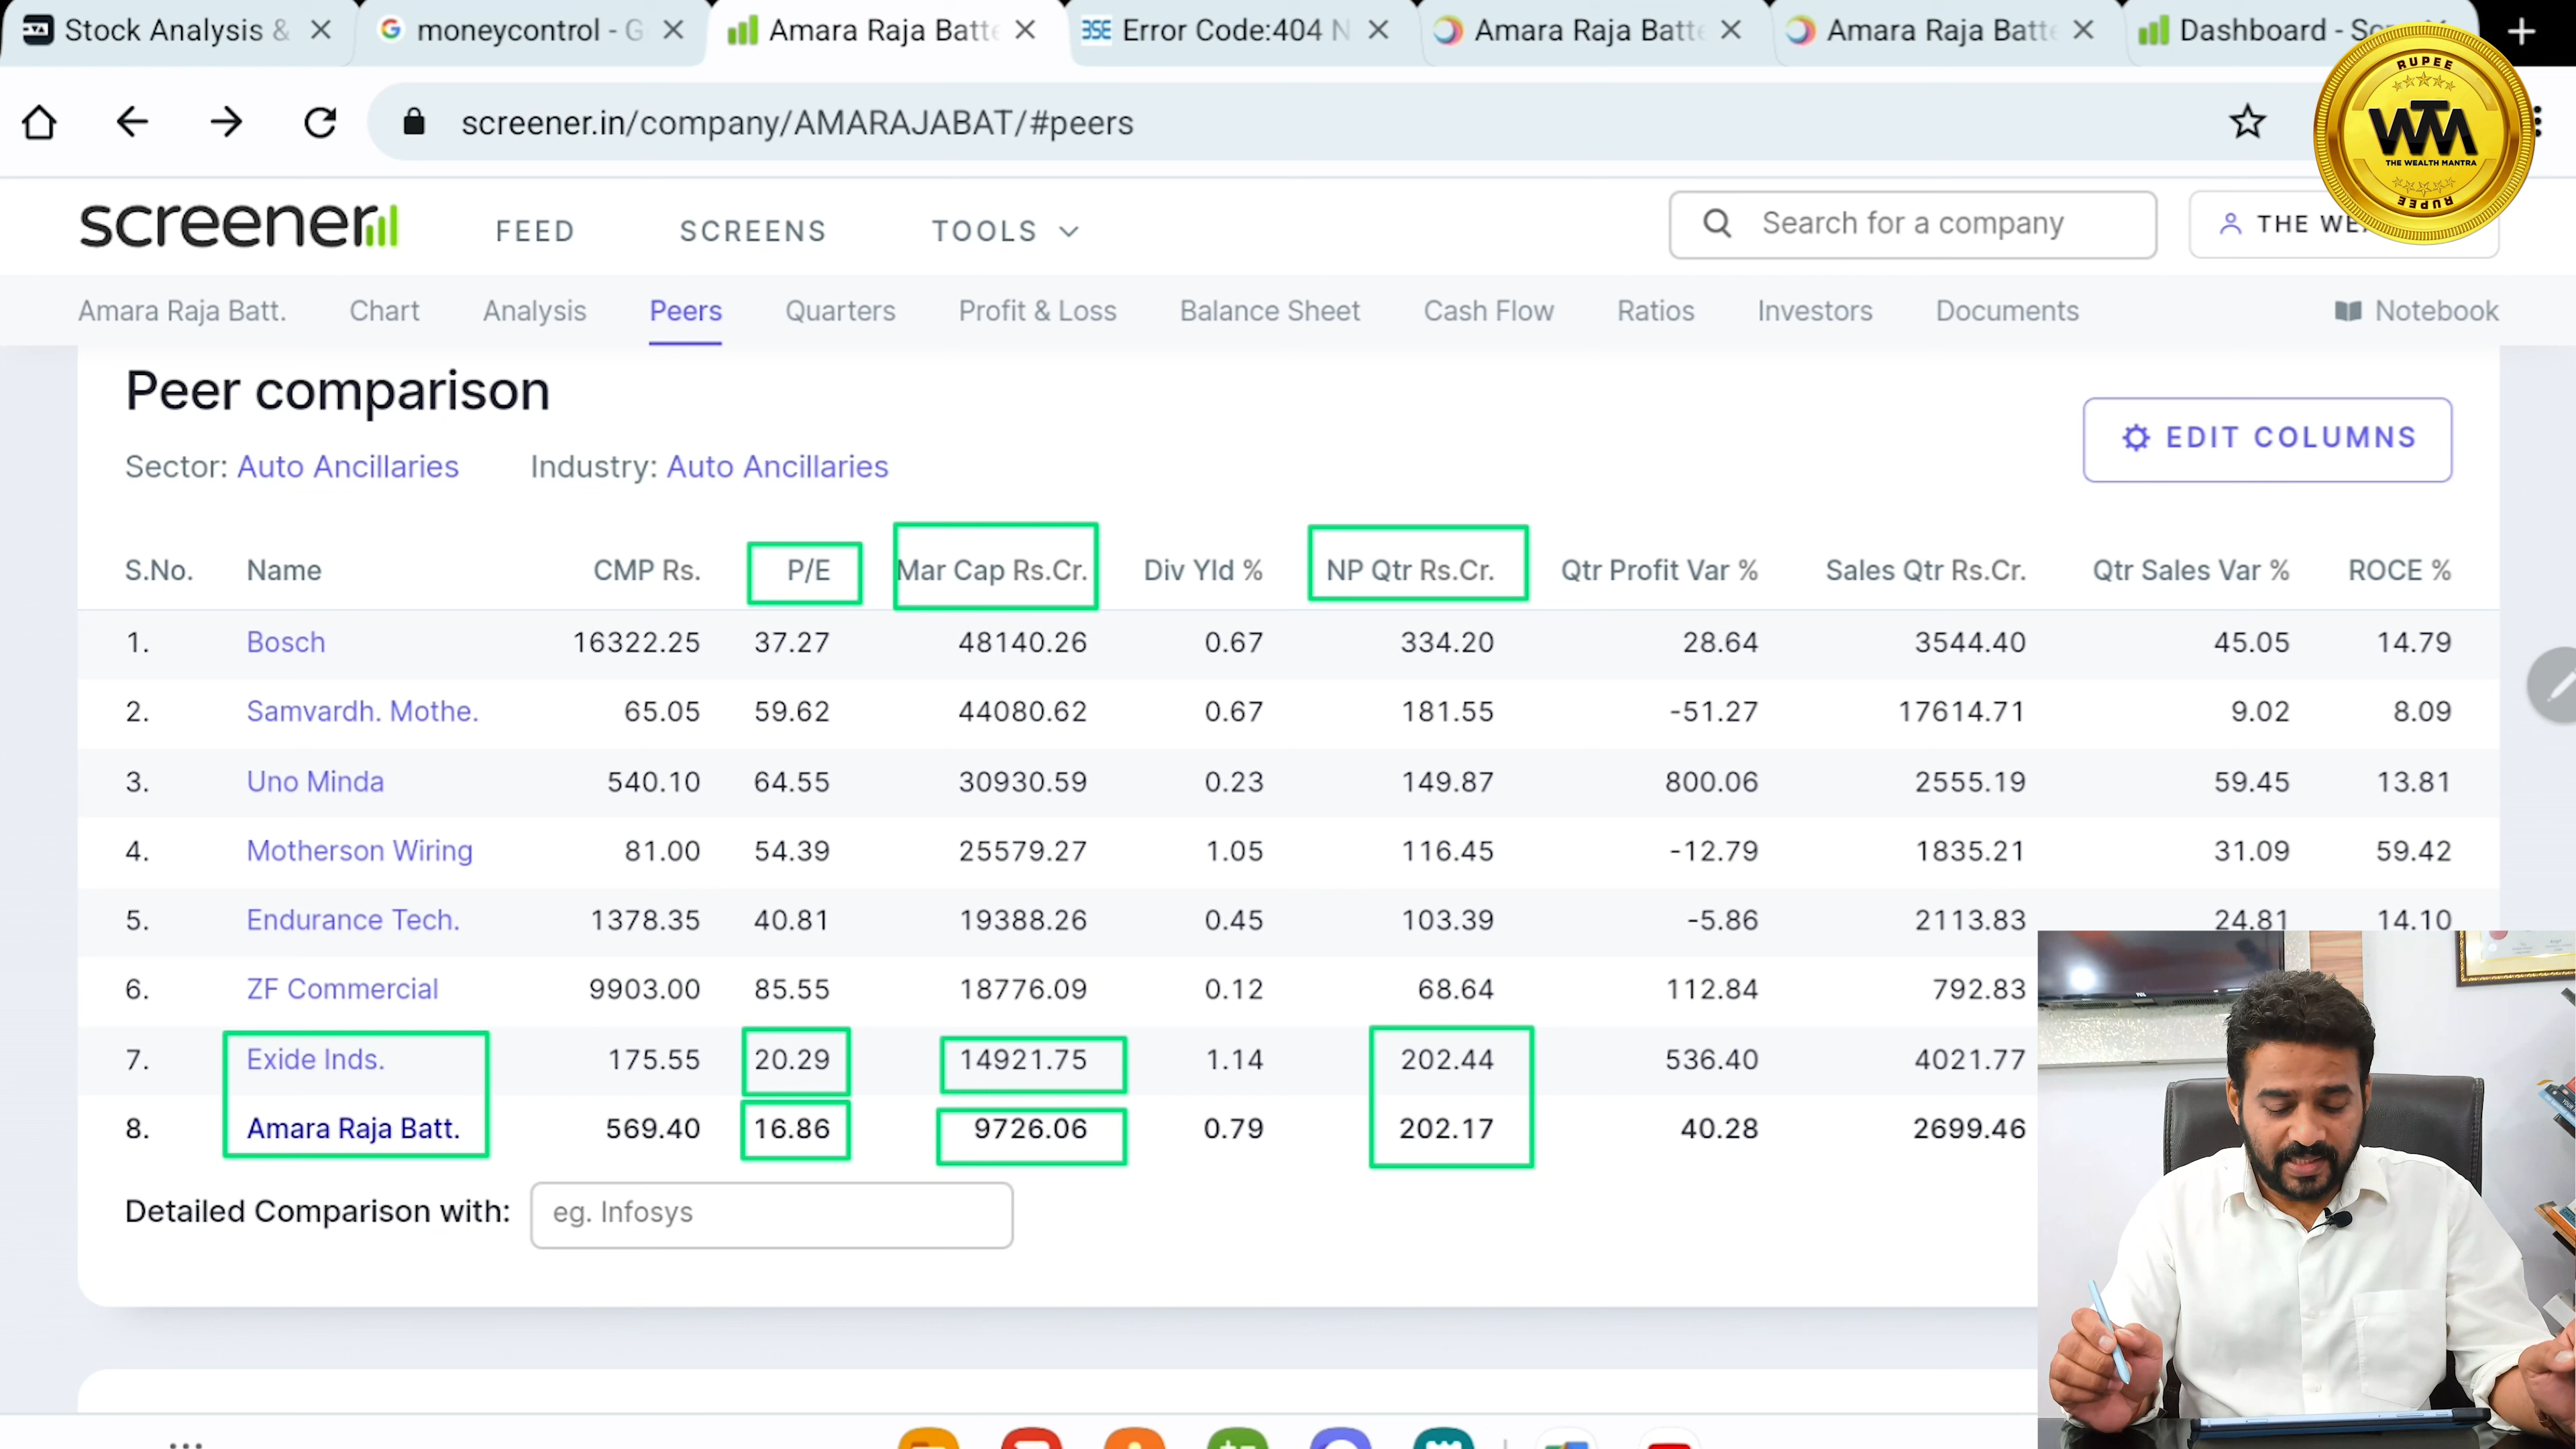 Stock Analysis &
moneycontrol - G
Amara Raja Batte
BSE Error Code:404 N
Amara Raja Batte
Amara Raja Batte
Dashboard - Sc
screener.in/company/AMARAJABAT/#peers
RUPEE
WTM
THE WEALTH MANTRA
RUPEE
screener
FEED
SCREENS
TOOLS
Search for a company
THE WE
Amara Raja Batt.
Chart
Analysis
Peers
Quarters
Profit & Loss
Balance Sheet
Cash Flow
Ratios
Investors
Documents
Notebook
Peer comparison
EDIT COLUMNS
Sector: Auto Ancillaries Industry: Auto Ancillaries
S.No. Name CMP Rs. P/E Mar Cap Rs.Cr. Div Yld % NP Qtr Rs.Cr. Qtr Profit Var % Sales Qtr Rs.Cr. Qtr Sales Var % ROCE %
1. Bosch 16322.25 37.27 48140.26 0.67 334.20 28.64 3544.40 45.05 14.79
2. Samvardh. Mothe. 65.05 59.62 44080.62 0.67 181.55 -51.27 17614.71 9.02 8.09
3. Uno Minda 540.10 64.55 30930.59 0.23 149.87 800.06 2555.19 59.45 13.81
4. Motherson Wiring 81.00 54.39 25579.27 1.05 116.45 -12.79 1835.21 31.09 59.42
5. Endurance Tech. 1378.35 40.81 19388.26 0.45 103.39 -5.86 2113.83 24.81 14.10
6. ZF Commercial 9903.00 85.55 18776.09 0.12 68.64 112.84 792.83
7. Exide Inds. 175.55 20.29 14921.75 1.14 202.44 536.40 4021.77
8. Amara Raja Batt. 569.40 16.86 9726.06 0.79 202.17 40.28 2699.46
Detailed Comparison with: eg. Infosys